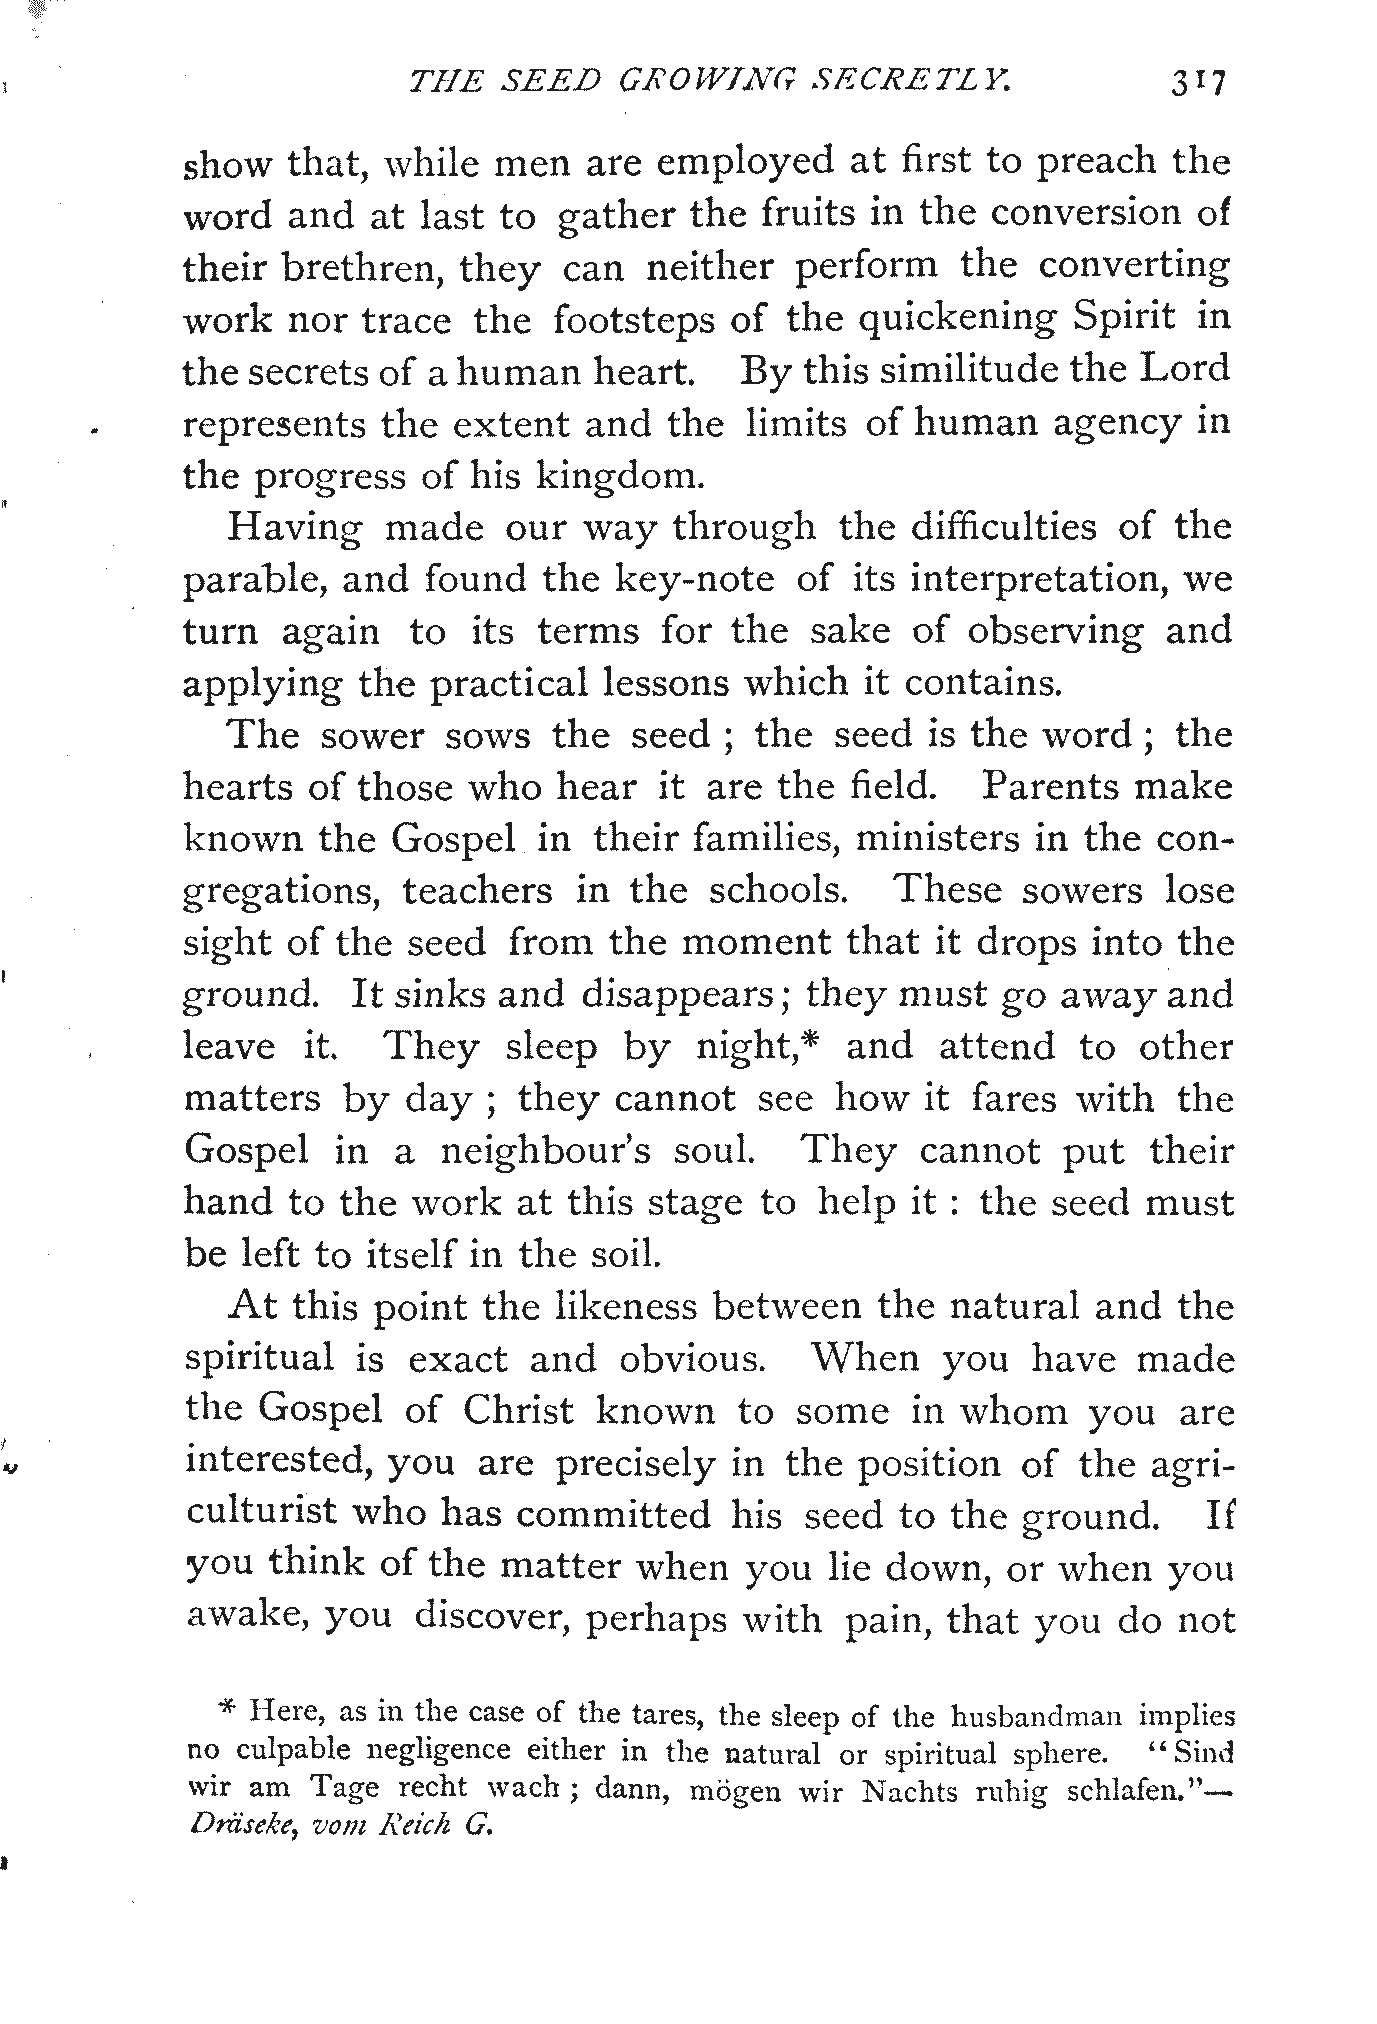 THE SEED GROWING SECRETLY. 317
show that, while men are employed at first to preach the
word and at last to gather the fruits in the conversion of
their brethren, they can neither perform the converting
work nor trace the footsteps of the quickening Spirit in
the secrets of a human heart. By this similitude the Lord
represents the extent and the limits of human agency in
the progress of his kingdom.
Having made our way through the difficulties of the
parable, and found the key-note of its interpretation, we
turn again to its terms for the sake of observing and
applying the practical lessons which it contains.
The sower sows the seed ; the seed is the word ; the
hearts of those who hear it are the field. Parents make
known the Gospel in their families, ministers in the con-
gregations, teachers in the schools. These sowers lose
sight of the seed from the moment that it drops into the
ground. It sinks and disappears; they must go away and
leave it. They sleep by night,* and attend to other
matters by day ; they cannot see how it fares with the
Gospel in a neighbour's soul. They cannot put their
hand to the work at this stage to help it : the seed must
be left to itself in the soil.
At this point the likeness between the natural and the
spiritual is exact and obvious. When you have made
the Gospel of Christ known to some in whom you are
interested, you are precisely in the position of the agri-
culturist who has committed his seed to the ground. If
you think of the matter when you lie down, or when you
awake, you discover, perhaps with pain, that you do not
* Here, as in the case of the tares, the sleep of the husbandman implies
no culpable negligence either in the natural or spiritual sphere. "Sind
wir am Tage recht wach ; dann, mögen wir Nachts ruhig schlafen."—
Dräseke, vom Reich G.